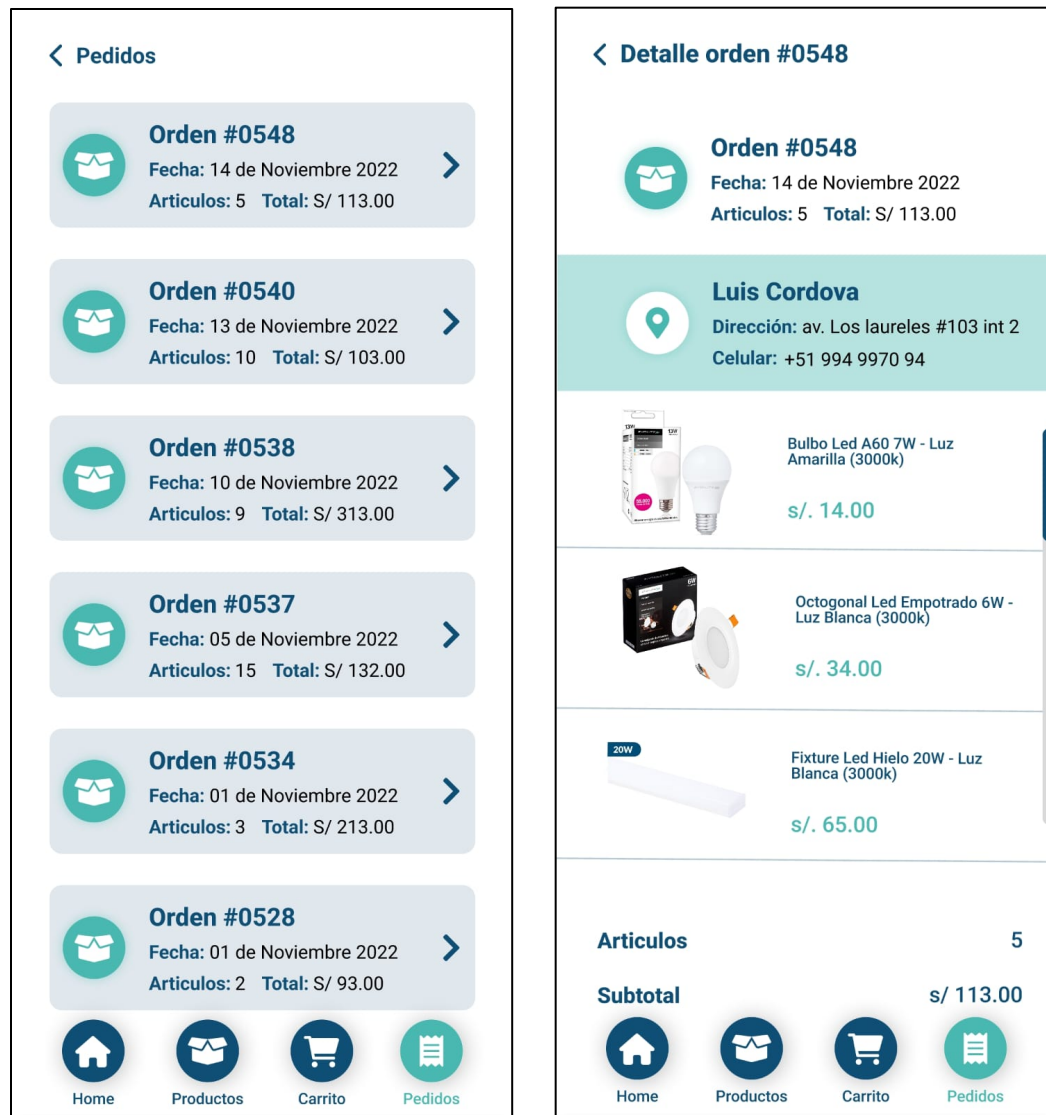 Pedidos
Orden #0548
Fecha: 14 de Noviembre 2022
Articulos: 5 Total: S/ 113.00
Orden #0540
Fecha: 13 de Noviembre 2022
Articulos: 10 Total: S/ 103.00
Orden #0538
Fecha: 10 de Noviembre 2022
Articulos: 9 Total: S/ 313.00
Orden #0537
Fecha: 05 de Noviembre 2022
Articulos: 15 Total: S/ 132.00
Orden #0534
Fecha: 01 de Noviembre 2022
Articulos: 3 Total: S/ 213.00
Orden #0528
Fecha: 01 de Noviembre 2022
Articulos: 2 Total: S/ 93.00
Home Productos Carrito Pedidos
Detalle orden #0548
Orden #0548
Fecha: 14 de Noviembre 2022
Articulos: 5 Total: S/ 113.00
Luis Cordova
Dirección: av. Los laureles #103 int 2
Celular: +51 994 9970 94
13W
13W
Bulbo Led A60 7W - Luz
Amarilla (3000k)
s/. 14.00
6W
Octogonal Led Empotrado 6W -
Luz Blanca (3000k)
s/. 34.00
20W
Fixture Led Hielo 20W - Luz
Blanca (3000k)
s/. 65.00
Articulos 5
Subtotal s/ 113.00
Home Productos Carrito Pedidos